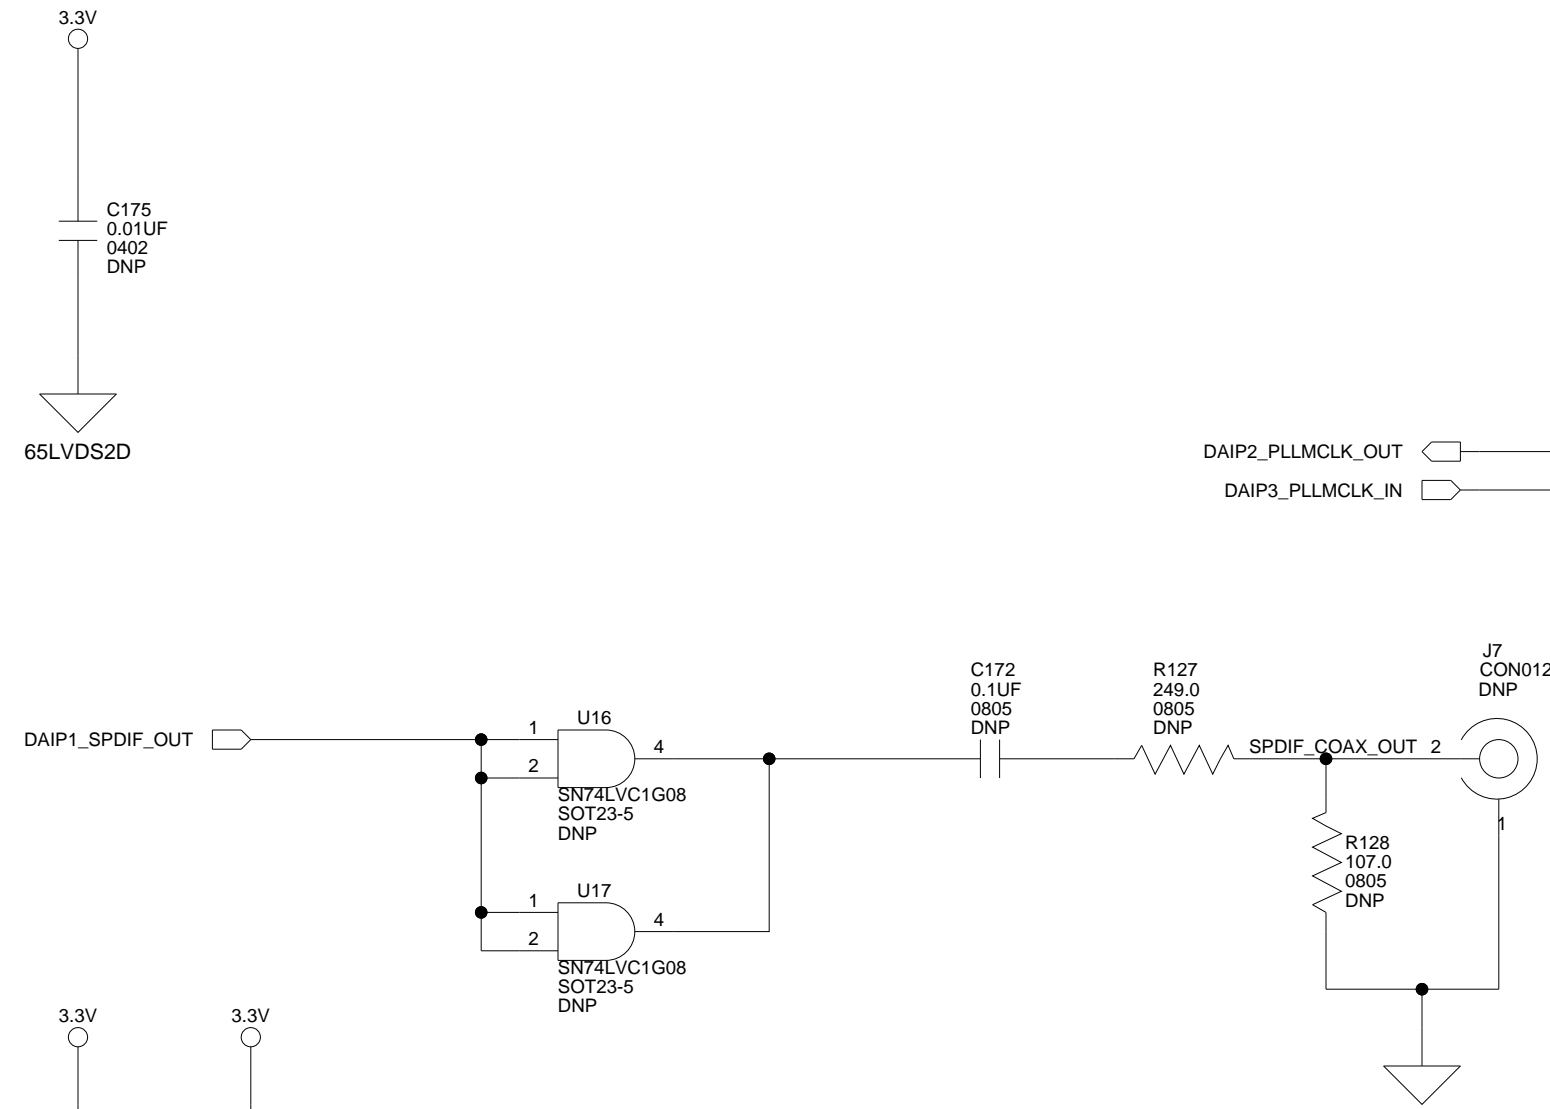 3.3V
C175
0.01UF
0402
DNP
65LVDS2D
DAIP2_PLLMCLK_OUT
DAIP3_PLLMCLK_IN
DAIP1_SPDIF_OUT
1
2
U16
4
SN74LVC1G08
SOT23-5
DNP
1
2
U17
4
SN74LVC1G08
SOT23-5
DNP
C172
0.1UF
0805
DNP
R127
249.0
0805
DNP
SPDIF_COAX_OUT 2
J7
CON012
DNP
1
R128
107.0
0805
DNP
3.3V
3.3V